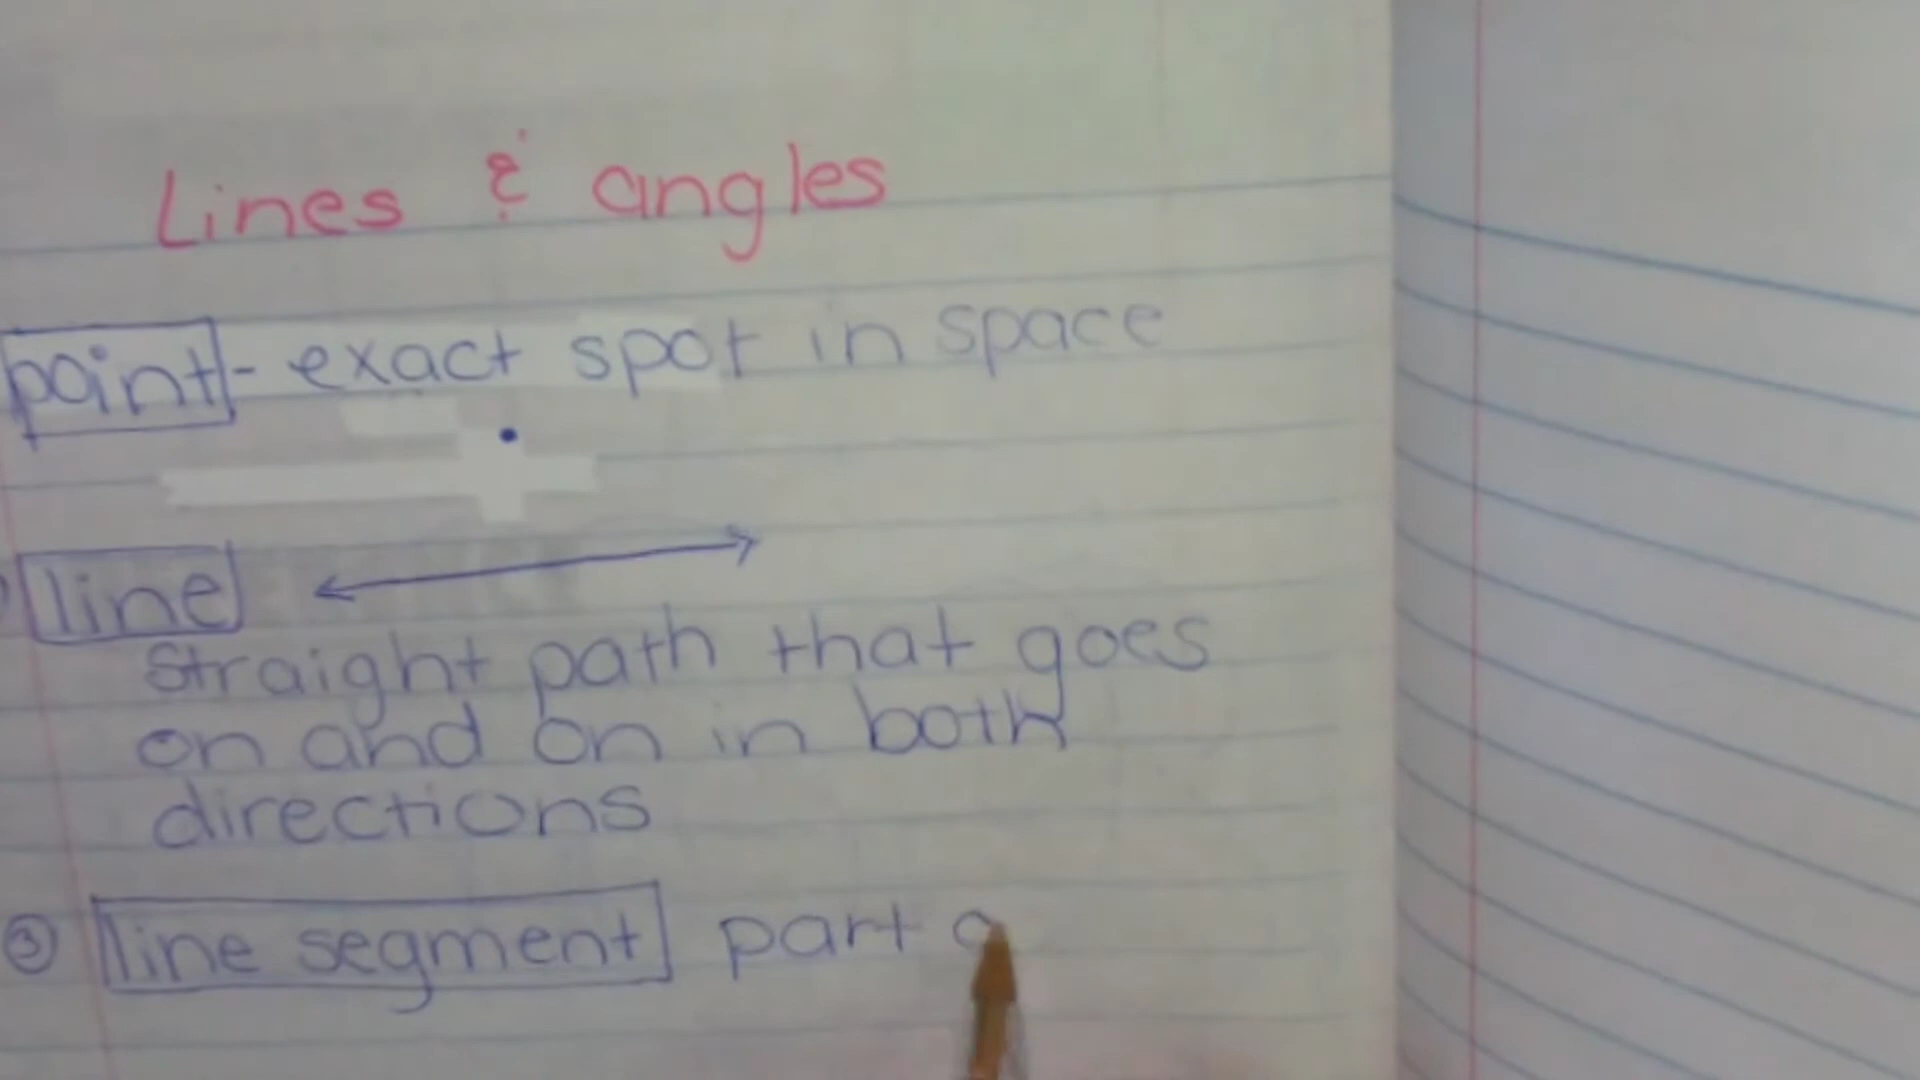 Lines & angles
point - exact spot in space
line
Straight path that goes
on and on in both
directions
③ line segment part o